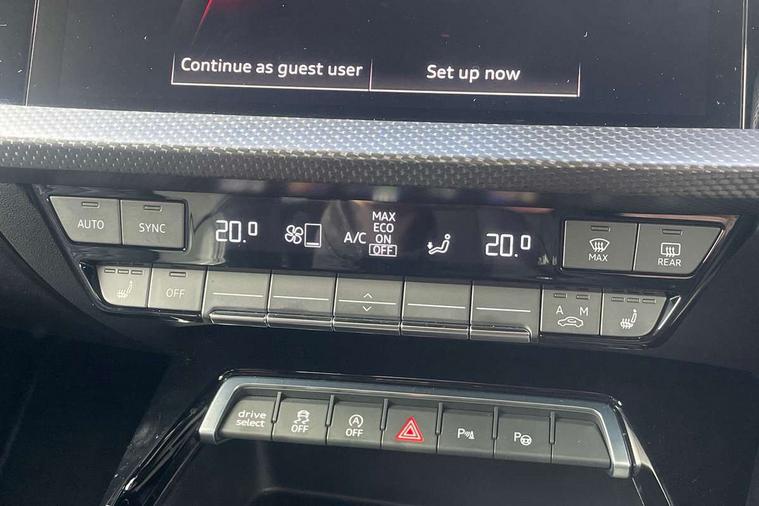 Continue as guest user
Set up now
AUTO
SYNC
20.0
A/C
MAX
ECO
ON
OFF
20.0
MAX
REAR
OFF
A M
drive
select
OFF
OFF
P
P